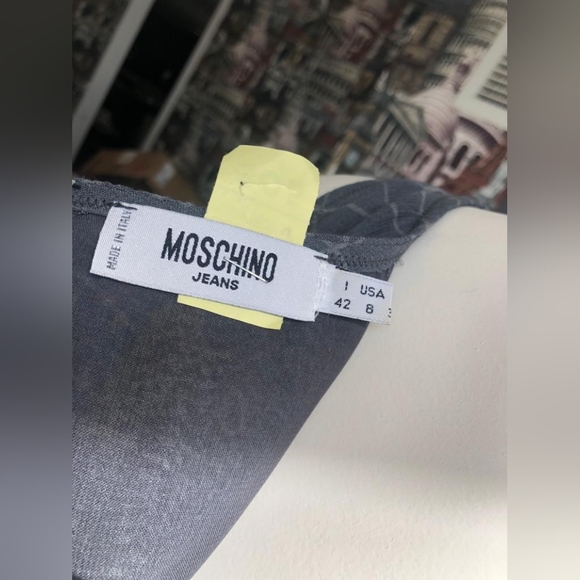 MADE IN ITALY
MOSCHINO
JEANS
I USA
42 8